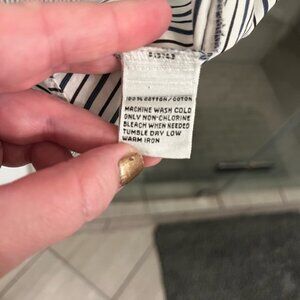 100% COTTON/COTON
MACHINE WASH COLD
ONLY NON-CHLORINE
BLEACH WHEN NEEDED
TUMBLE DRY LOW
WARM IRON